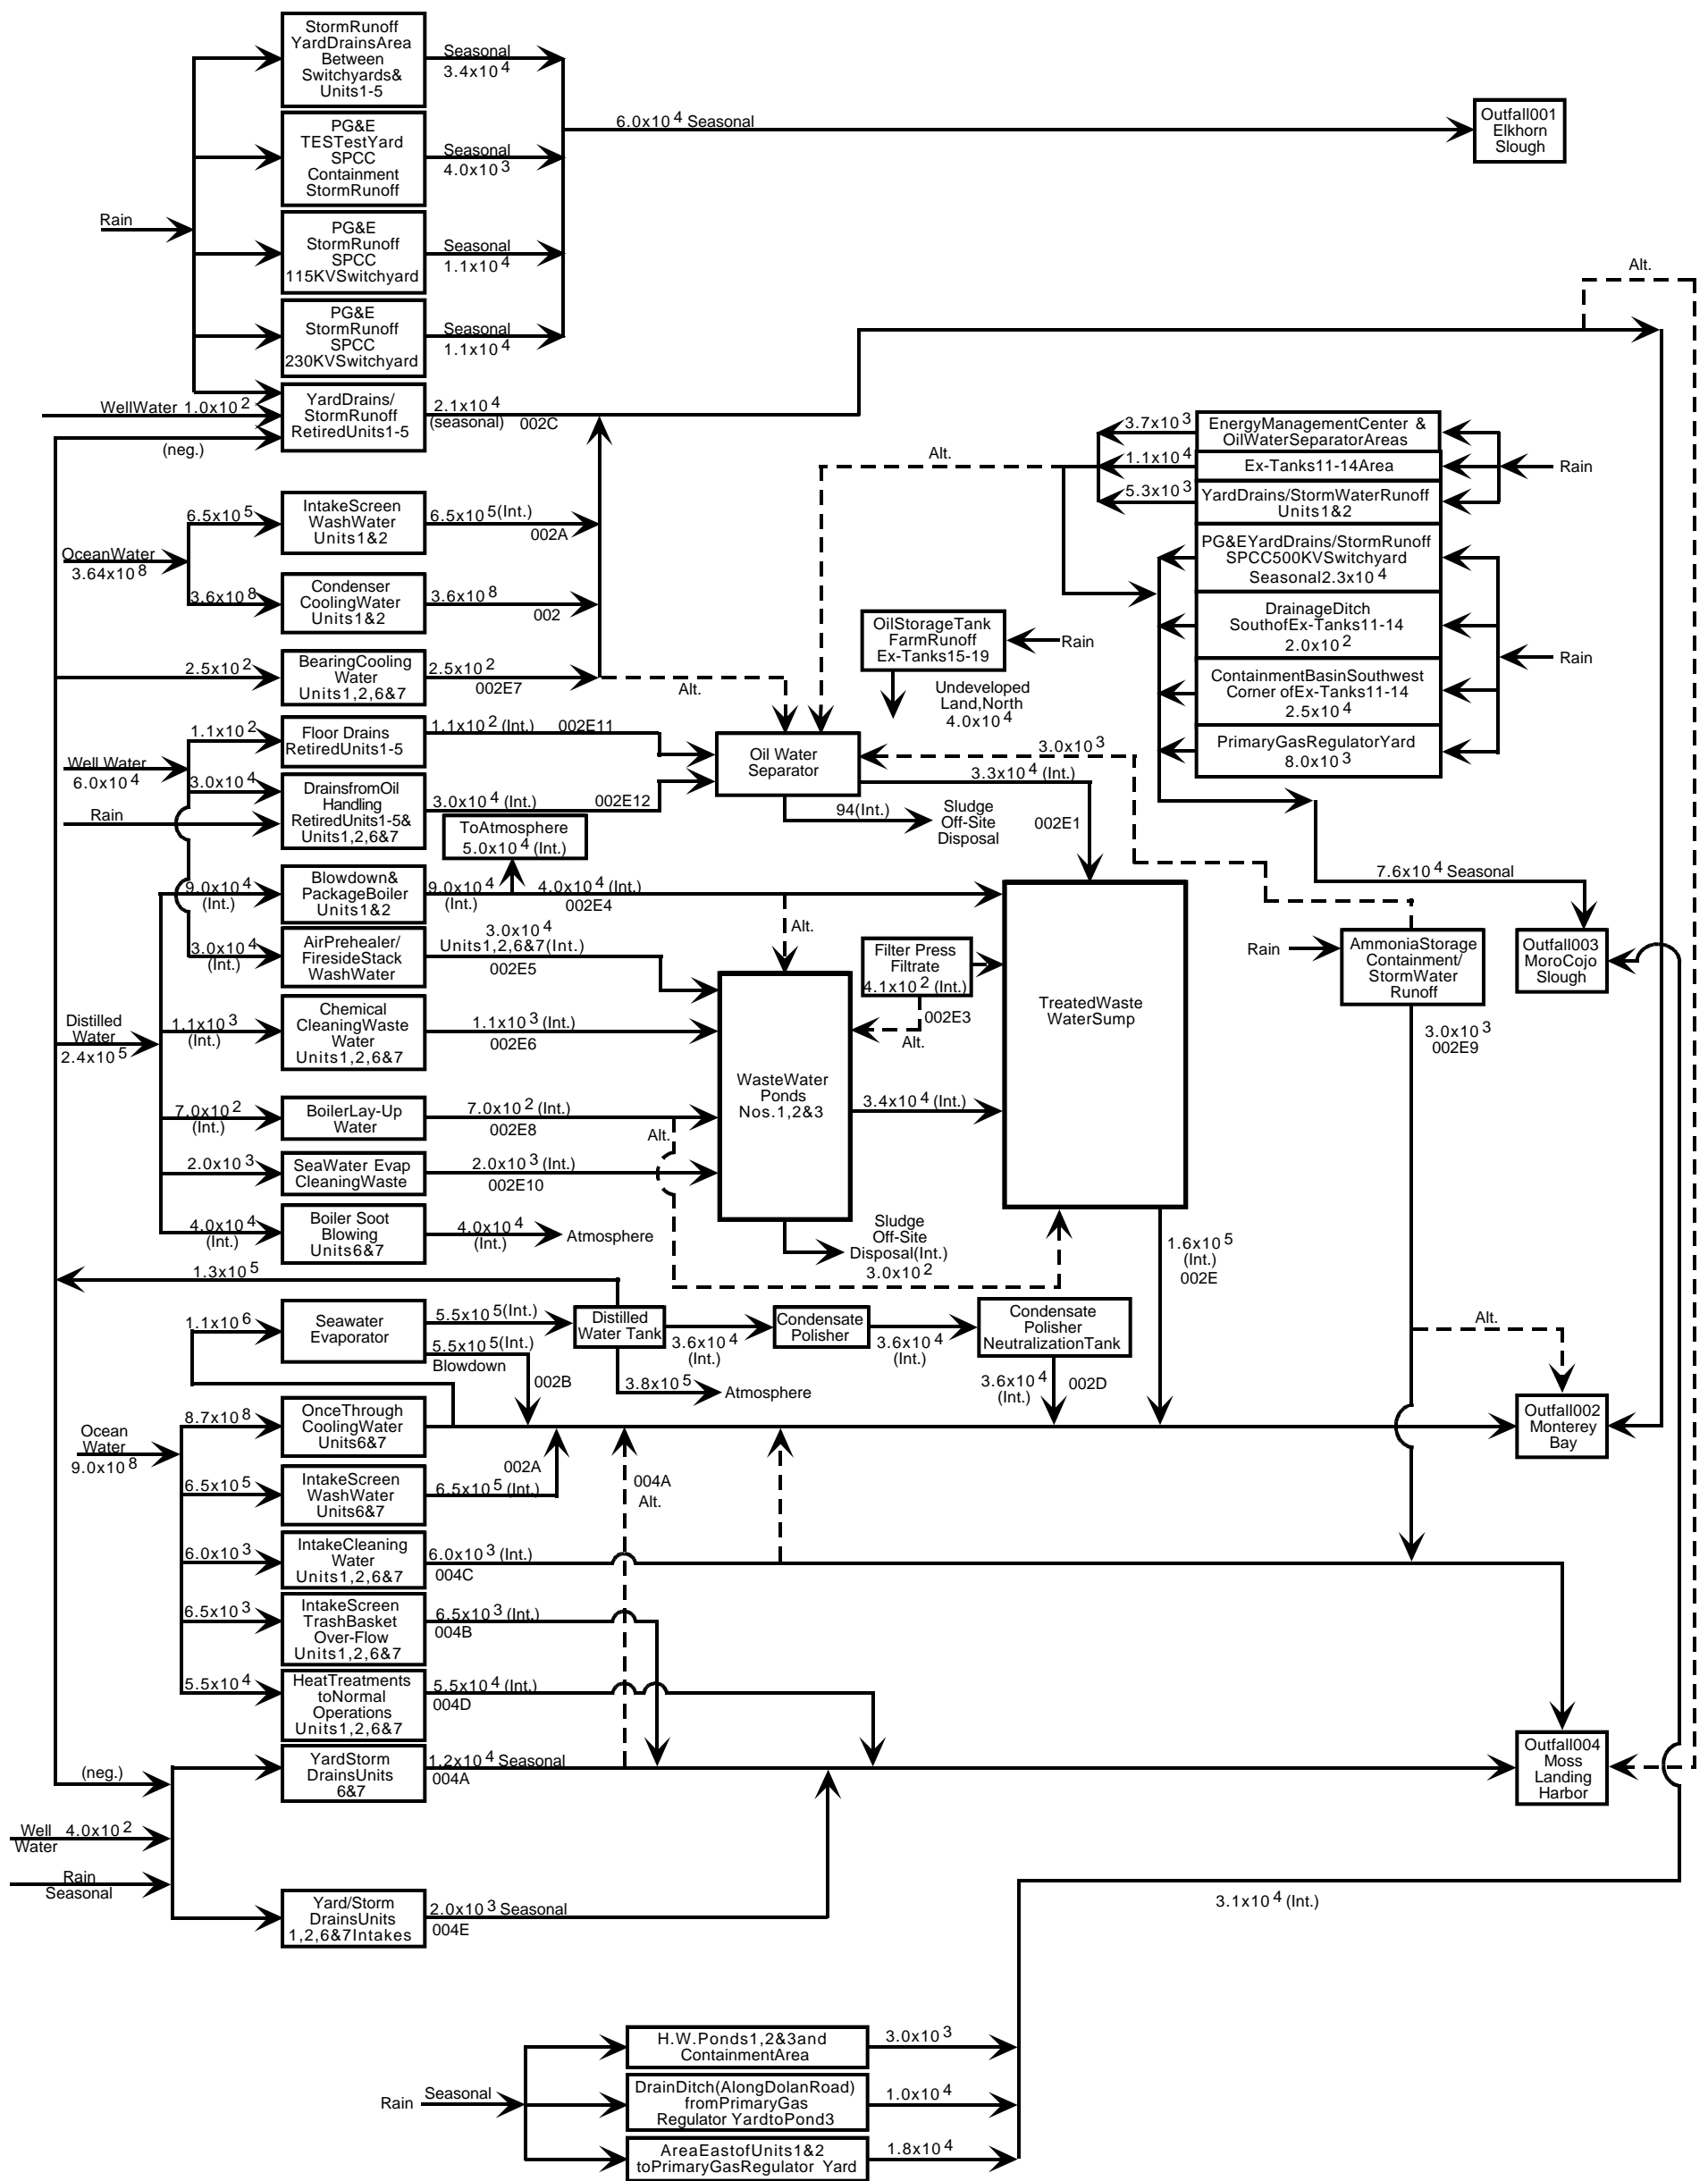 StormRunoff
YardDrainsArea
Between
Switchyards&
Units1-5
Seasonal
3.4x10 4
PG&E
TESTestYard
SPCC
Containment
StormRunoff
Seasonal
4.0x10 3
6.0x10 4 Seasonal
Outfall001
Elkhorn
Slough
Rain
PG&E
StormRunoff
SPCC
115KVSwitchyard
Seasonal
1.1x10 4
Alt.
Alt.
PG&E
StormRunoff
SPCC
230KVSwitchyard
Seasonal
1.1x10 4
WellWater 1.0x10 2
(neg.)
YardDrains/
StormRunoff
RetiredUnits1-5
2.1x10 4
(seasonal) 002C
Alt.
3.7x10 3
EnergyManagementCenter &
OilWaterSeparatorAreas
1.1x10 4
Ex-Tanks11-14Area
Rain
5.3x10 3
YardDrains/StormWaterRunoff
Units1&2
OceanWater
3.64x10 8
6.5x10 5
IntakeScreen
WashWater
Units1&2
6.5x10 5(Int.)
002A
3.6x10 8
Condenser
CoolingWater
Units1&2
3.6x10 8
002
PG&EYardDrains/StormRunoff
SPCC500KVSwitchyard
Seasonal2.3x10 4
DrainageDitch
SouthofEx-Tanks11-14
2.0x10 2
Rain
ContainmentBasinSouthwest
Corner ofEx-Tanks11-14
2.5x10 4
PrimaryGasRegulatorYard
8.0x10 3
OilStorageTank
FarmRunoff
Ex-Tanks15-19
Rain
Undeveloped
Land,North
4.0x10 4
2.5x10 2
BearingCooling
Water
Units1,2,6&7
2.5x10 2
002E7
Alt.
Well Water
6.0x10 4
Rain
1.1x10 2
Floor Drains
RetiredUnits1-5
1.1x10 2 (Int.)
002E11
3.0x10 4
DrainsfromOil
Handling
RetiredUnits1-5&
Units1,2,6&7
3.0x10 4 (Int.)
002E12
Oil Water
Separator
3.0x10 3
3.3x10 4 (Int.)
94(Int.)
Sludge
Off-Site
Disposal
002E1
ToAtmosphere
5.0x10 4 (Int.)
9.0x10 4
(Int.)
Blowdown&
PackageBoiler
Units1&2
9.0x10 4
(Int.)
4.0x10 4 (Int.)
002E4
Alt.
7.6x10 4 Seasonal
3.0x10 4
(Int.)
AirPrehealer/
FiresideStack
WashWater
3.0x10 4
Units1,2,6&7(Int.)
002E5
Filter Press
Filtrate
4.1x10 2 (Int.)
002E3
Alt.
TreatedWaste
WaterSump
Rain
AmmoniaStorage
Containment/
StormWater
Runoff
Outfall003
MoroCojo
Slough
3.0x10 3
002E9
Distilled
Water
2.4x10 5
1.1x10 3
(Int.)
Chemical
CleaningWaste
Water
Units1,2,6&7
1.1x10 3 (Int.)
002E6
WasteWater
Ponds
Nos.1,2&3
3.4x10 4 (Int.)
7.0x10 2
(Int.)
BoilerLay-Up
Water
7.0x10 2 (Int.)
002E8
Alt.
2.0x10 3
SeaWater Evap
CleaningWaste
2.0x10 3 (Int.)
002E10
4.0x10 4
(Int.)
Boiler Soot
Blowing
Units6&7
4.0x10 4
(Int.)
Atmosphere
Sludge
Off-Site
Disposal(Int.)
3.0x10 2
1.6x10 5
(Int.)
002E
1.3x10 5
1.1x10 6
Seawater
Evaporator
5.5x10 5(Int.)
5.5x10 5(Int.)
Blowdown
002B
Distilled
Water Tank
3.6x10 4
(Int.)
3.8x10 5
Atmosphere
Condensate
Polisher
3.6x10 4
(Int.)
Condensate
Polisher
NeutralizationTank
3.6x10 4
(Int.)
002D
Alt.
Ocean
Water
9.0x10 8
8.7x10 8
OnceThrough
CoolingWater
Units6&7
Outfall002
Monterey
Bay
6.5x10 5
IntakeScreen
WashWater
Units6&7
6.5x10 5 (Int.)
002A
004A
Alt.
6.0x10 3
IntakeCleaning
Water
Units1,2,6&7
6.0x10 3 (Int.)
004C
6.5x10 3
IntakeScreen
TrashBasket
Over-Flow
Units1,2,6&7
6.5x10 3 (Int.)
004B
5.5x10 4
HeatTreatments
toNormal
Operations
Units1,2,6&7
5.5x10 4 (Int.)
004D
(neg.)
YardStorm
DrainsUnits
6&7
1.2x10 4 Seasonal
004A
Outfall004
Moss
Landing
Harbor
Well 4.0x10 2
Water
Rain
Seasonal
Yard/Storm
DrainsUnits
1,2,6&7Intakes
2.0x10 3 Seasonal
004E
3.1x10 4 (Int.)
Rain
Seasonal
H.W.Ponds1,2&3and
ContainmentArea
3.0x10 3
DrainDitch(AlongDolanRoad)
fromPrimaryGas
Regulator YardtoPond3
1.0x10 4
AreaEastofUnits1&2
toPrimaryGasRegulator Yard
1.8x10 4